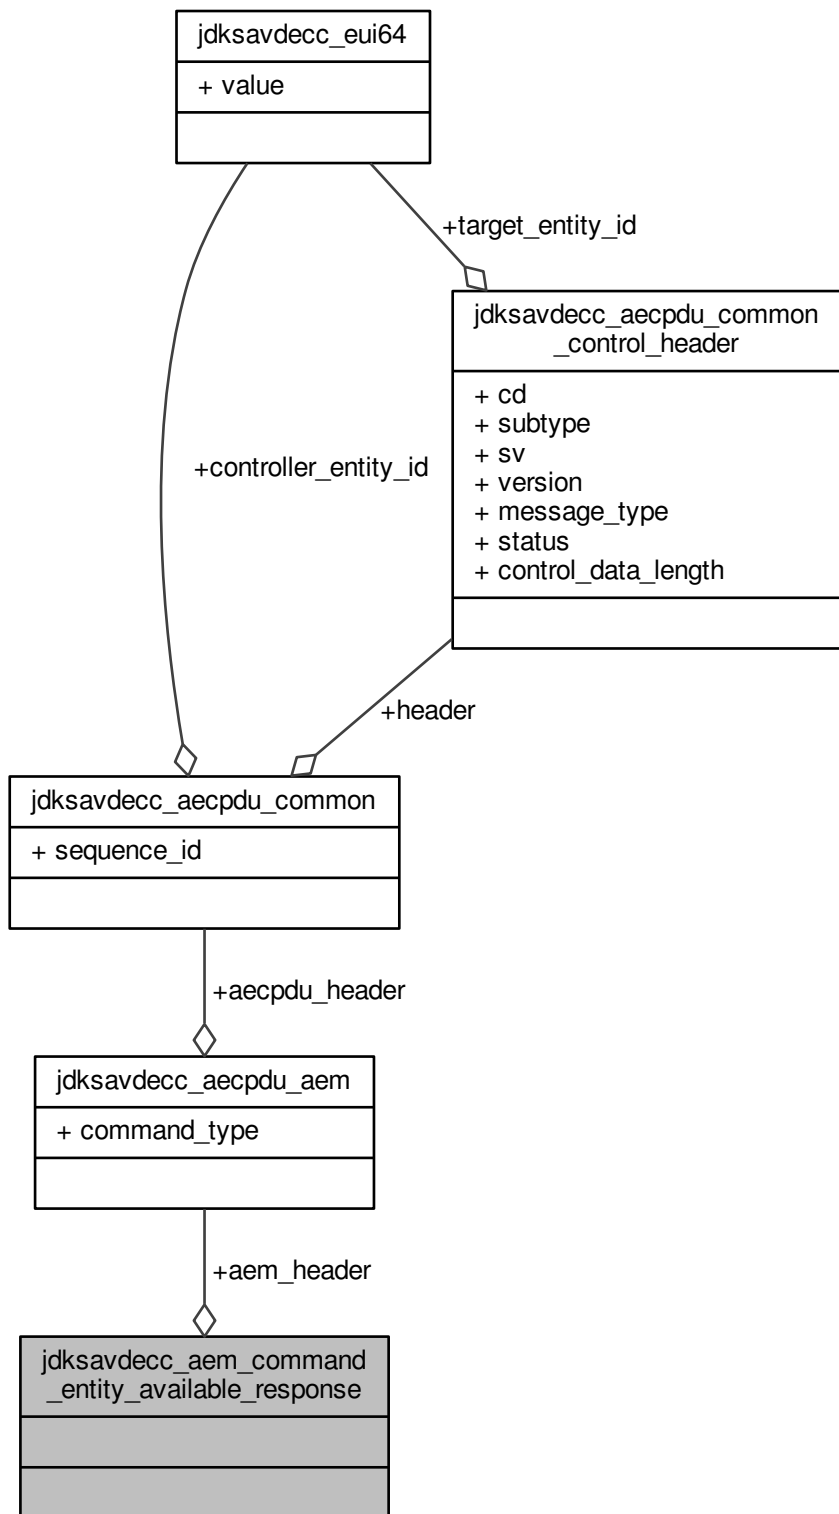 jdksavdecc_eui64
+ value
+target_entity_id
jdksavdecc_aecpdu_common
_control_header
+ cd
+ subtype
+ sv
+ version
+ message_type
+ status
+ control_data_length
+controller_entity_id
+header
jdksavdecc_aecpdu_common
+ sequence_id
+aecpdu_header
jdksavdecc_aecpdu_aem
+ command_type
+aem_header
jdksavdecc_aem_command
_entity_available_response